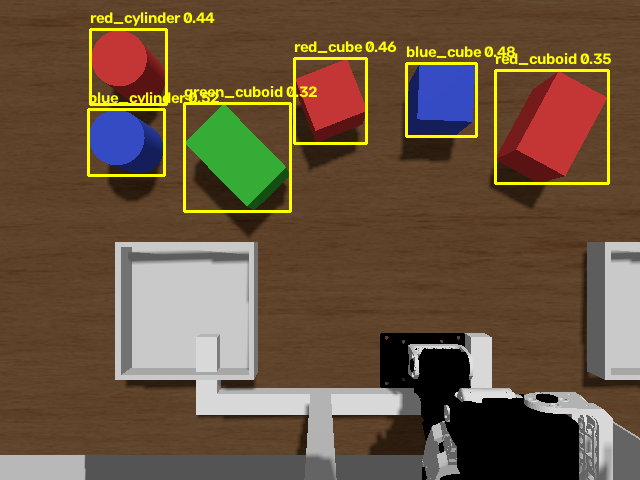 red_cylinder 0.44
red_cube 0.46
blue_cube 0.48
red_cuboid 0.35
blue_cylinder 0.52
green_cuboid 0.32